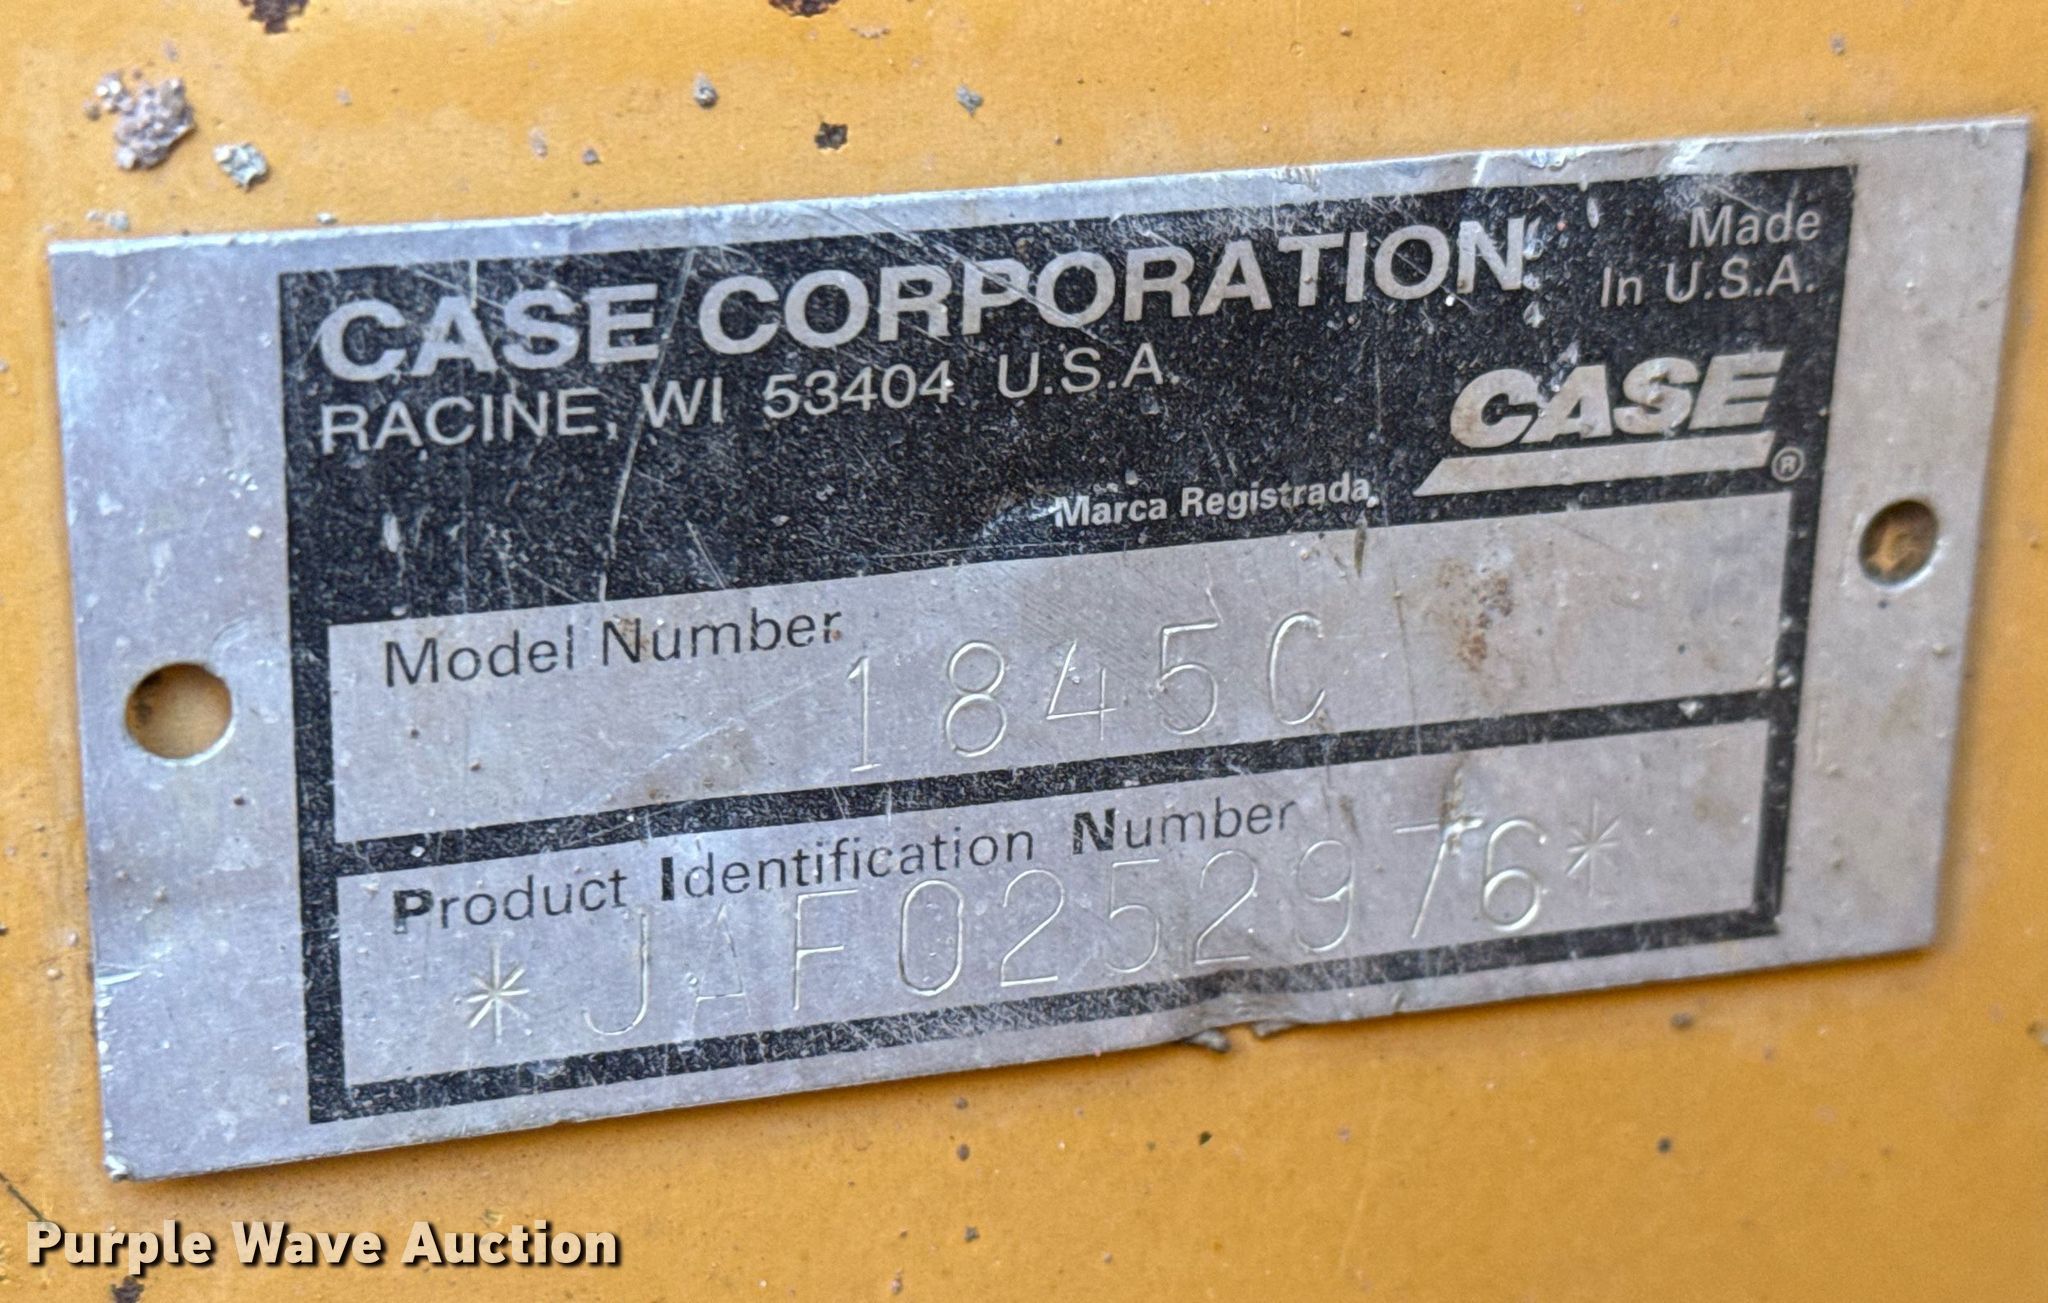 CASE CORPORATION
RACINE, WI 53404 U.S.A.
Made
In U.S.A.
CASE ®
Marca Registrada
Model Number
1845C
Product Identification Number
*JAF0252976*
Purple Wave Auction